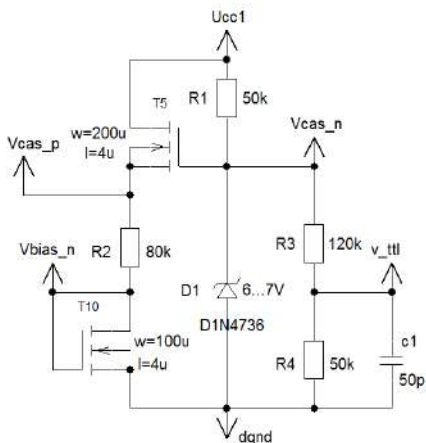 Ucc1
T5
R1 50k
Vcas_p
w=200u
l=4u
Vcas_n
Vbias_n
R2 80k
R3 120k
v_ttl
D1 6...7V
T10
D1N4736
w=100u
l=4u
R4 50k
c1
50p
dgnd